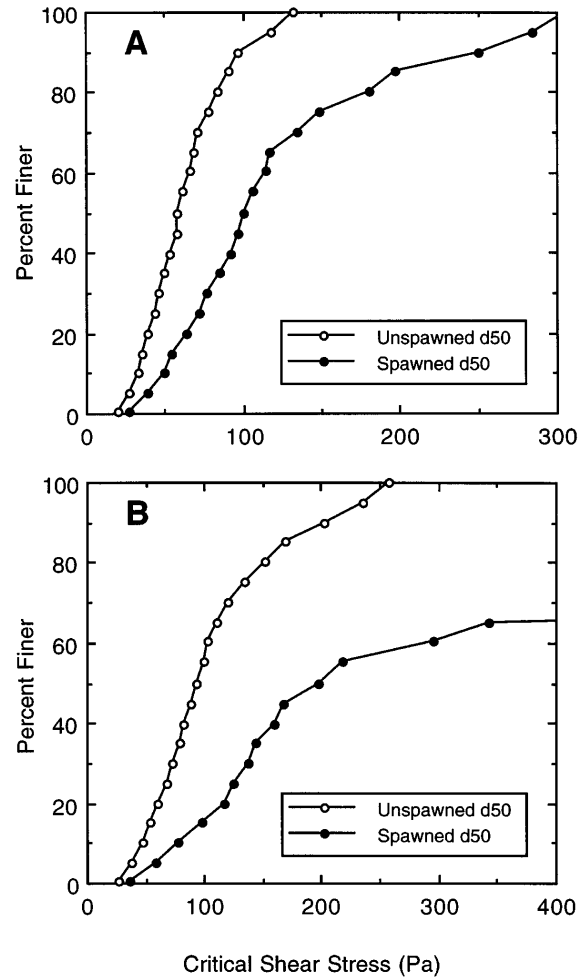 A
100
80
60
40
20
0
Percent Finer
Unspawned d50
Spawned d50
0 100 200 300
B
100
80
60
40
20
0
Percent Finer
Unspawned d50
Spawned d50
0 100 200 300 400
Critical Shear Stress (Pa)